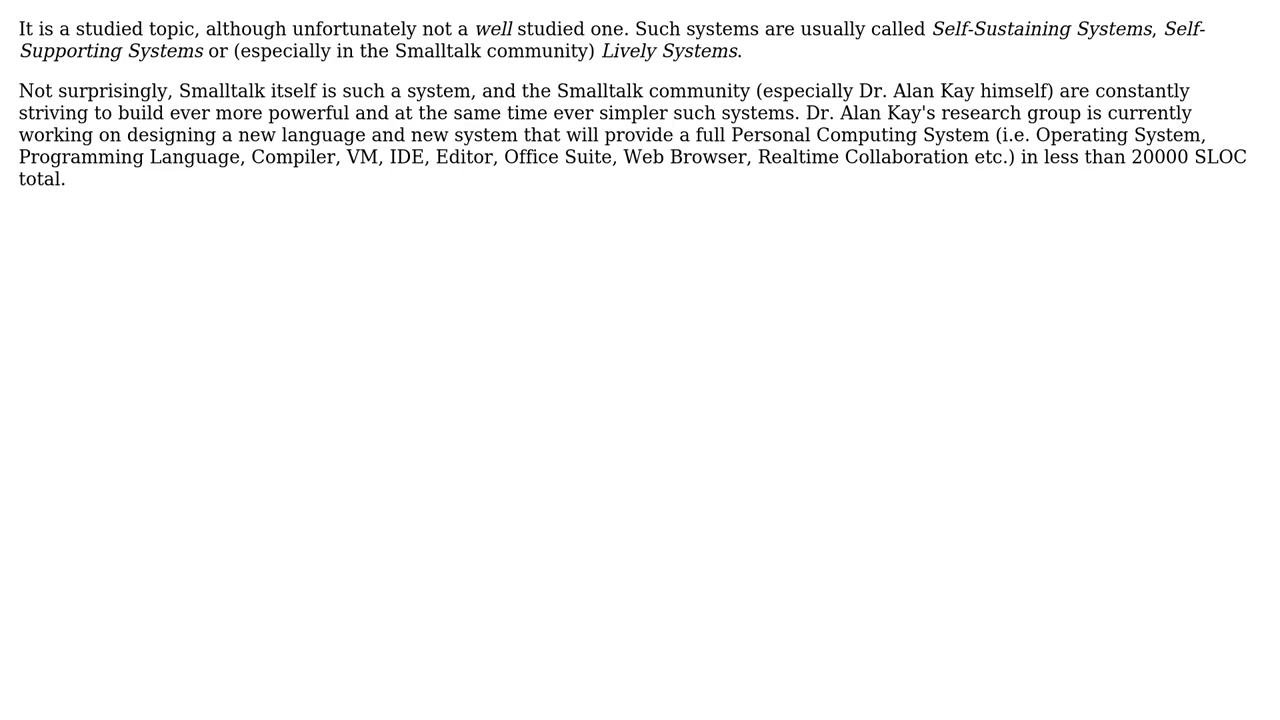 It is a studied topic, although unfortunately not a well studied one. Such systems are usually called Self-Sustaining Systems, Self-
Supporting Systems or (especially in the Smalltalk community) Lively Systems.
Not surprisingly, Smalltalk itself is such a system, and the Smalltalk community (especially Dr. Alan Kay himself) are constantly
striving to build ever more powerful and at the same time ever simpler such systems. Dr. Alan Kay's research group is currently
working on designing a new language and new system that will provide a full Personal Computing System (i.e. Operating System,
Programming Language, Compiler, VM, IDE, Editor, Office Suite, Web Browser, Realtime Collaboration etc.) in less than 20000 SLOC
total.